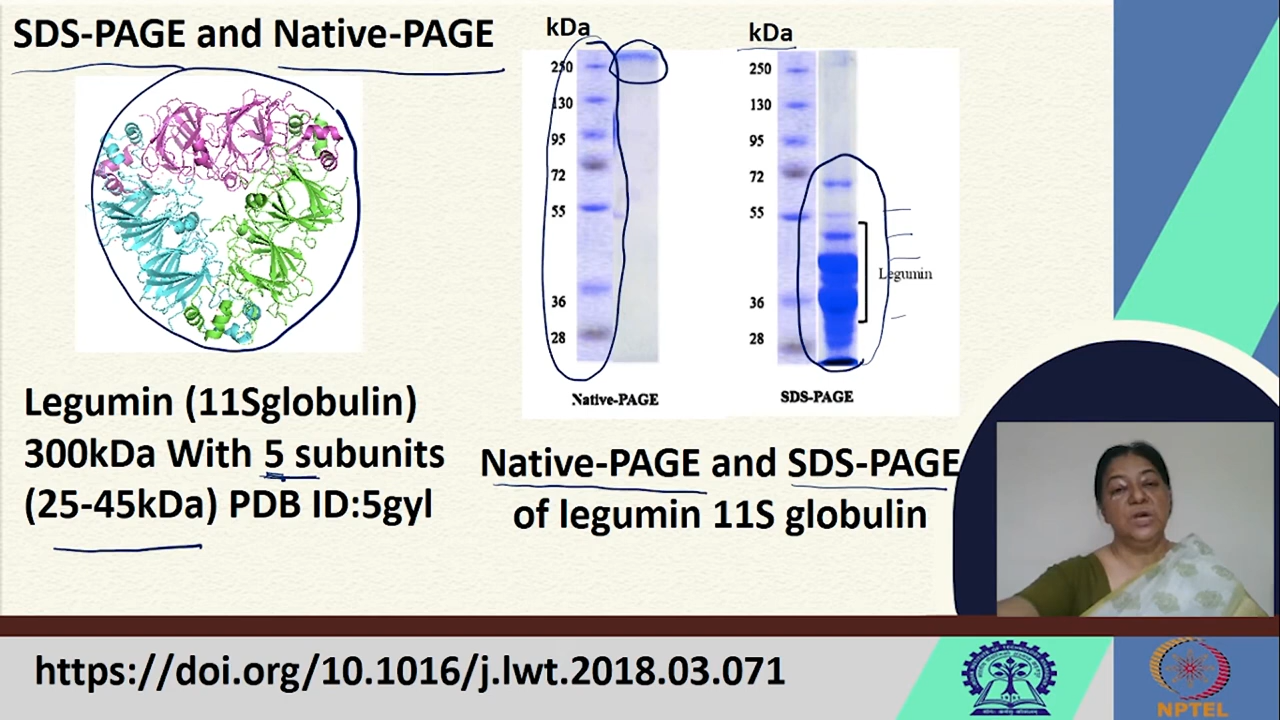 SDS-PAGE and Native-PAGE
kDa
250
130
95
72
55
36
28
Native-PAGE
kDa
250
130
95
72
55
36
28
Legumin
SDS-PAGE
Legumin (11Sglobulin)
300kDa With 5 subunits
(25-45kDa) PDB ID:5gyl
Native-PAGE and SDS-PAGE
of legumin 11S globulin
https://doi.org/10.1016/j.lwt.2018.03.071
NPTEL